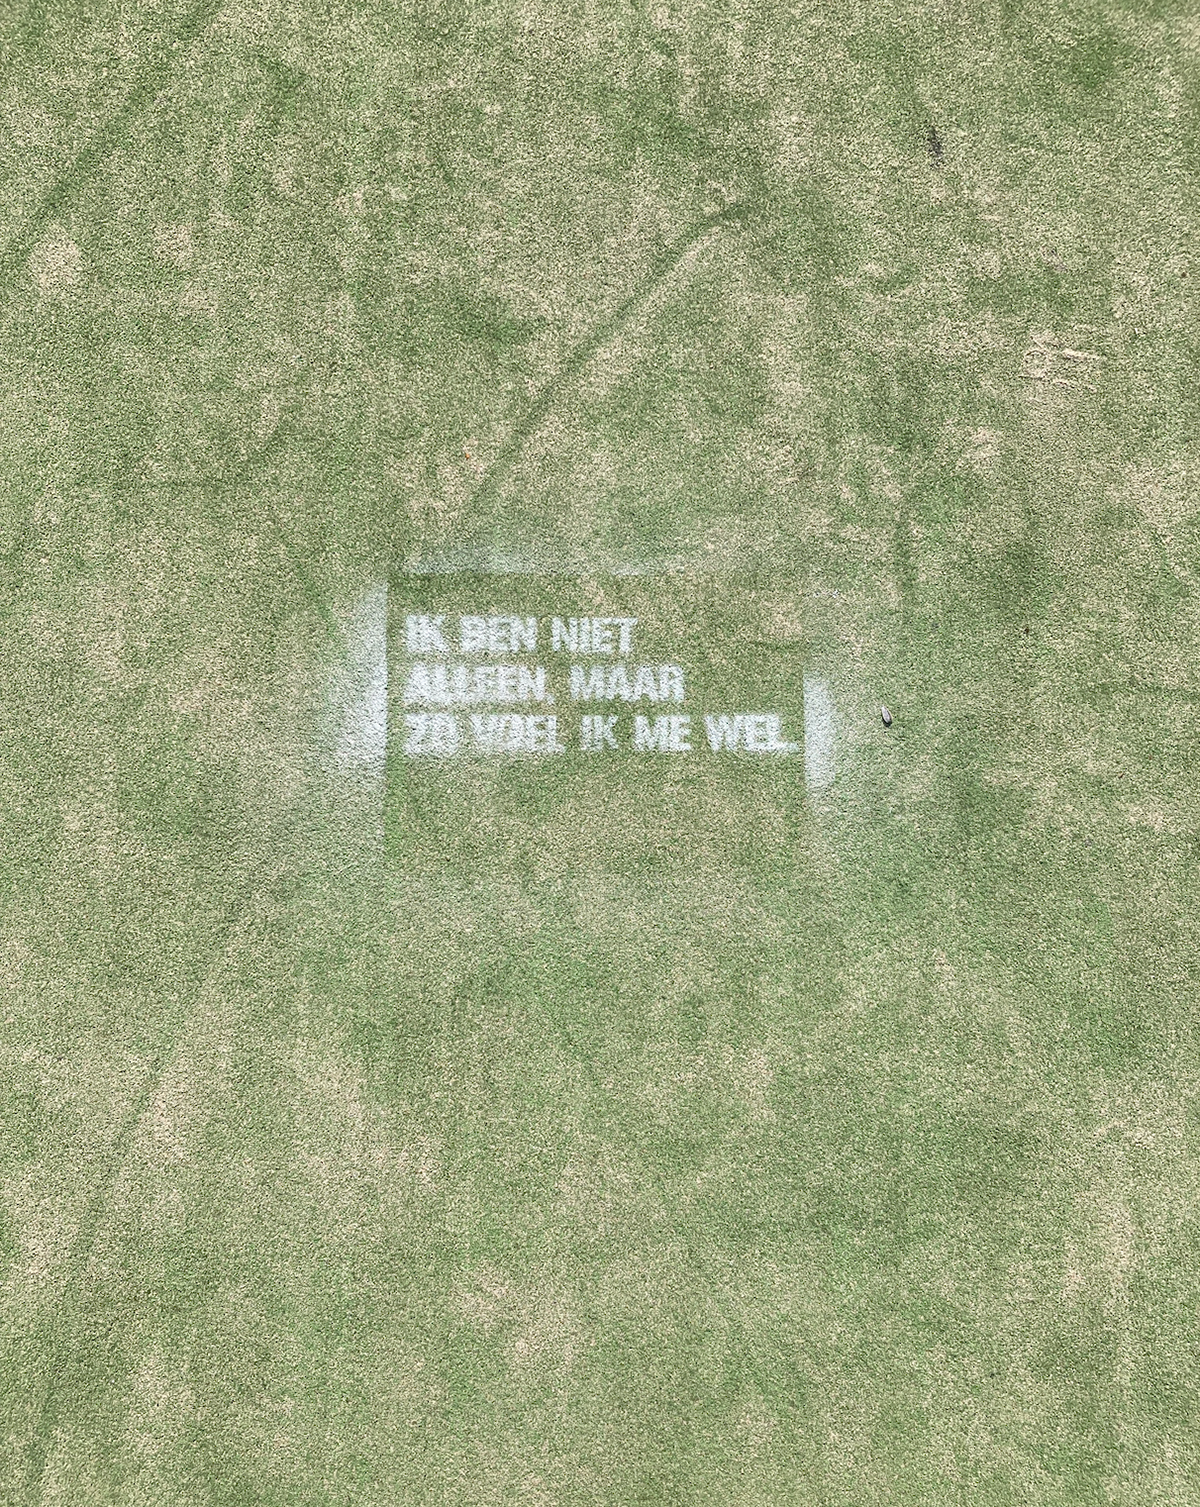 IK BEN NIET
ALLEEN, MAAR
ZO VOEL IK ME WEL.